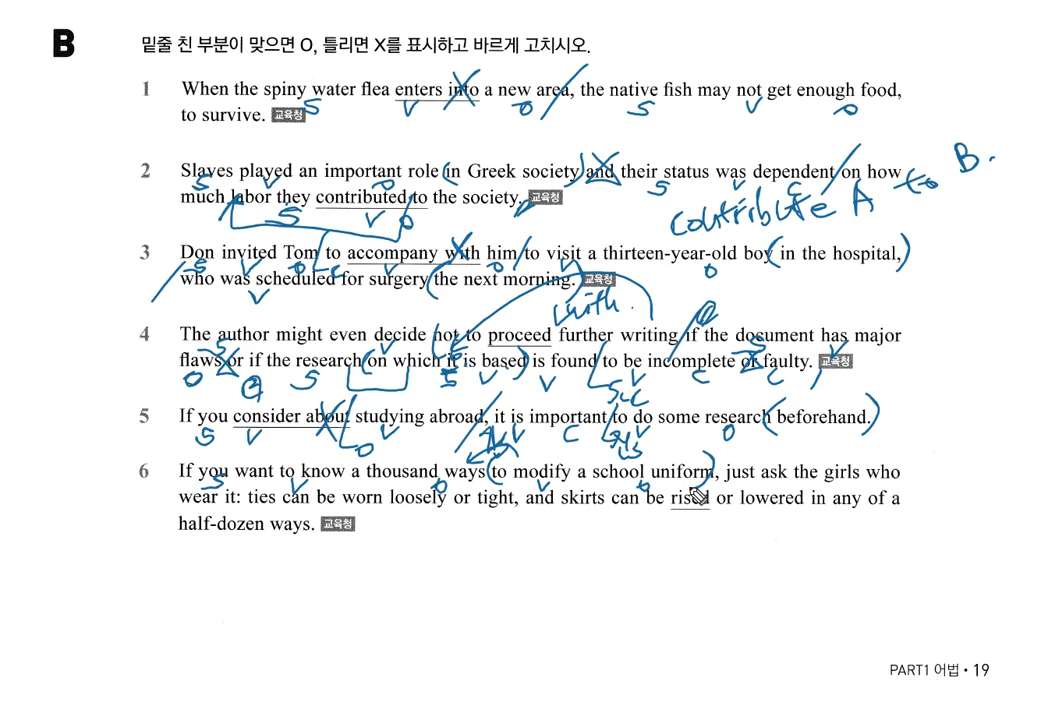 B 밑줄 친 부분이 맞으면 O, 틀리면 X를 표시하고 바르게 고치시오.
1 When the spiny water flea enters into a new area, the native fish may not get enough food,
S V X O / S V O
to survive. 교육청
2 Slaves played an important role (in Greek society) and their status was dependent / on how
S V O S V C B.
much labor they contributed to the society. 교육청
S V O contribute A to B
3 Don invited Tom to accompany with him / to visit a thirteen-year-old boy (in the hospital,)
S V O C X O V O
who was scheduled for surgery (the next morning.) 교육청
V with.
4 The author might even decide (not to proceed further writing / if the document has major
S V S V
flaws or if the research (on which it is based) is found to be incomplete or faulty. 교육청
O S S V V V C C
5 If you consider about studying abroad, it is important to do some research (beforehand.)
S V X O V V C V O
6 If you want to know a thousand ways (to modify a school uniform), just ask the girls who
S V O V O
wear it: ties can be worn loosely or tight, and skirts can be or lowered in any of a
half-dozen ways. 교육청
PART1 어법 • 19